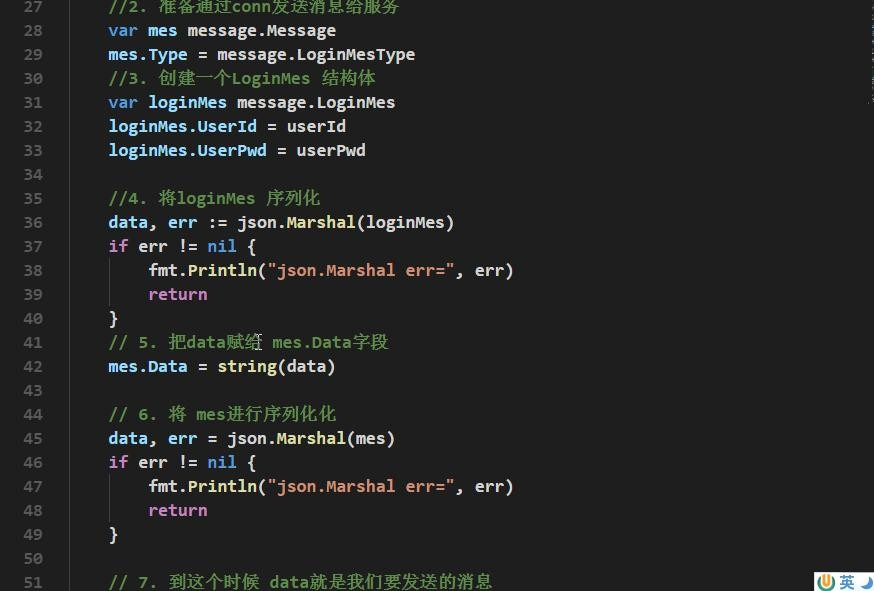 27 //2. 准备通过conn发送消息给服务
28 var mes message.Message
29 mes.Type = message.LoginMesType
30 //3. 创建一个LoginMes 结构体
31 var loginMes message.LoginMes
32 loginMes.UserId = userId
33 loginMes.UserPwd = userPwd
34
35 //4. 将loginMes 序列化
36 data, err := json.Marshal(loginMes)
37 if err != nil {
38 fmt.Println("json.Marshal err=", err)
39 return
40 }
41 // 5. 把data赋给 mes.Data字段
42 mes.Data = string(data)
43
44 // 6. 将 mes进行序列化化
45 data, err = json.Marshal(mes)
46 if err != nil {
47 fmt.Println("json.Marshal err=", err)
48 return
49 }
50
51 // 7. 到这个时候 data就是我们要发送的消息
英